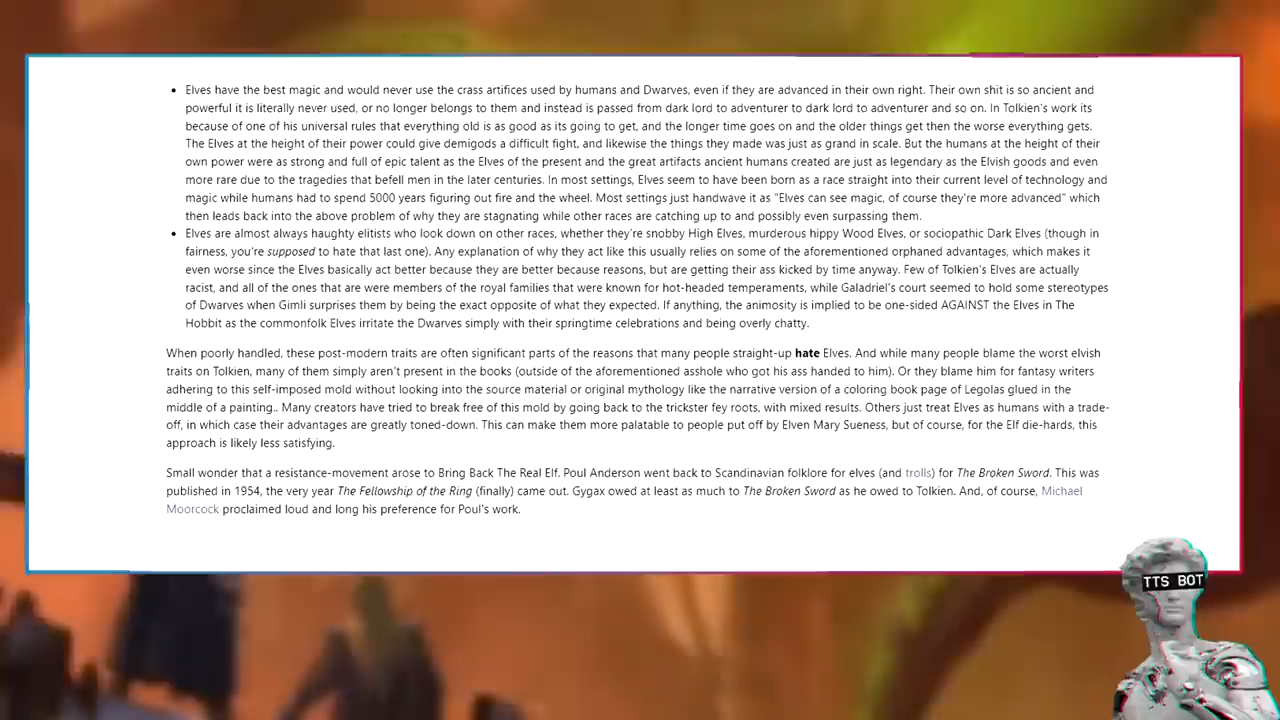 • Elves have the best magic and would never use the crass artifices used by humans and Dwarves, even if they are advanced in their own right. Their own shit is so ancient and
powerful it is literally never used, or no longer belongs to them and instead is passed from dark lord to adventurer to dark lord to adventurer and so on. In Tolkien's work its
because of one of his universal rules that everything old is as good as its going to get, and the longer time goes on and the older things get then the worse everything gets.
The Elves at the height of their power could give demigods a difficult fight, and likewise the things they made was just as grand in scale. But the humans at the height of their
own power were as strong and full of epic talent as the Elves of the present and the great artifacts ancient humans created are just as legendary as the Elvish goods and even
more rare due to the tragedies that befell men in the later centuries. In most settings, Elves seem to have been born as a race straight into their current level of technology and
magic while humans had to spend 5000 years figuring out fire and the wheel. Most settings just handwave it as "Elves can see magic, of course they're more advanced" which
then leads back into the above problem of why they are stagnating while other races are catching up to and possibly even surpassing them.
• Elves are almost always haughty elitists who look down on other races, whether they're snobby High Elves, murderous hippy Wood Elves, or sociopathic Dark Elves (though in
fairness, you're supposed to hate that last one). Any explanation of why they act like this usually relies on some of the aforementioned orphaned advantages, which makes it
even worse since the Elves basically act better because they are better because reasons, but are getting their ass kicked by time anyway. Few of Tolkien's Elves are actually
racist, and all of the ones that are were members of the royal families that were known for hot-headed temperaments, while Galadriel's court seemed to hold some stereotypes
of Dwarves when Gimli surprises them by being the exact opposite of what they expected. If anything, the animosity is implied to be one-sided AGAINST the Elves in The
Hobbit as the commonfolk Elves irritate the Dwarves simply with their springtime celebrations and being overly chatty.
When poorly handled, these post-modern traits are often significant parts of the reasons that many people straight-up hate Elves. And while many people blame the worst elvish
traits on Tolkien, many of them simply aren't present in the books (outside of the aforementioned asshole who got his ass handed to him). Or they blame him for fantasy writers
adhering to this self-imposed mold without looking into the source material or original mythology like the narrative version of a coloring book page of Legolas glued in the
middle of a painting.. Many creators have tried to break free of this mold by going back to the trickster fey roots, with mixed results. Others just treat Elves as humans with a trade-
off, in which case their advantages are greatly toned-down. This can make them more palatable to people put off by Elven Mary Sueness, but of course, for the Elf die-hards, this
approach is likely less satisfying.
Small wonder that a resistance-movement arose to Bring Back The Real Elf. Poul Anderson went back to Scandinavian folklore for elves (and trolls) for The Broken Sword. This was
published in 1954, the very year The Fellowship of the Ring (finally) came out. Gygax owed at least as much to The Broken Sword as he owed to Tolkien. And, of course, Michael
Moorcock proclaimed loud and long his preference for Poul's work.
TTS BOT